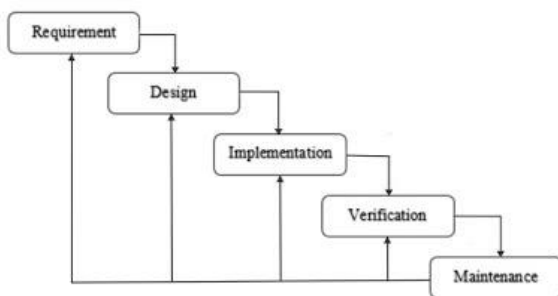 Requirement
Design
Implementation
Verification
Maintenance